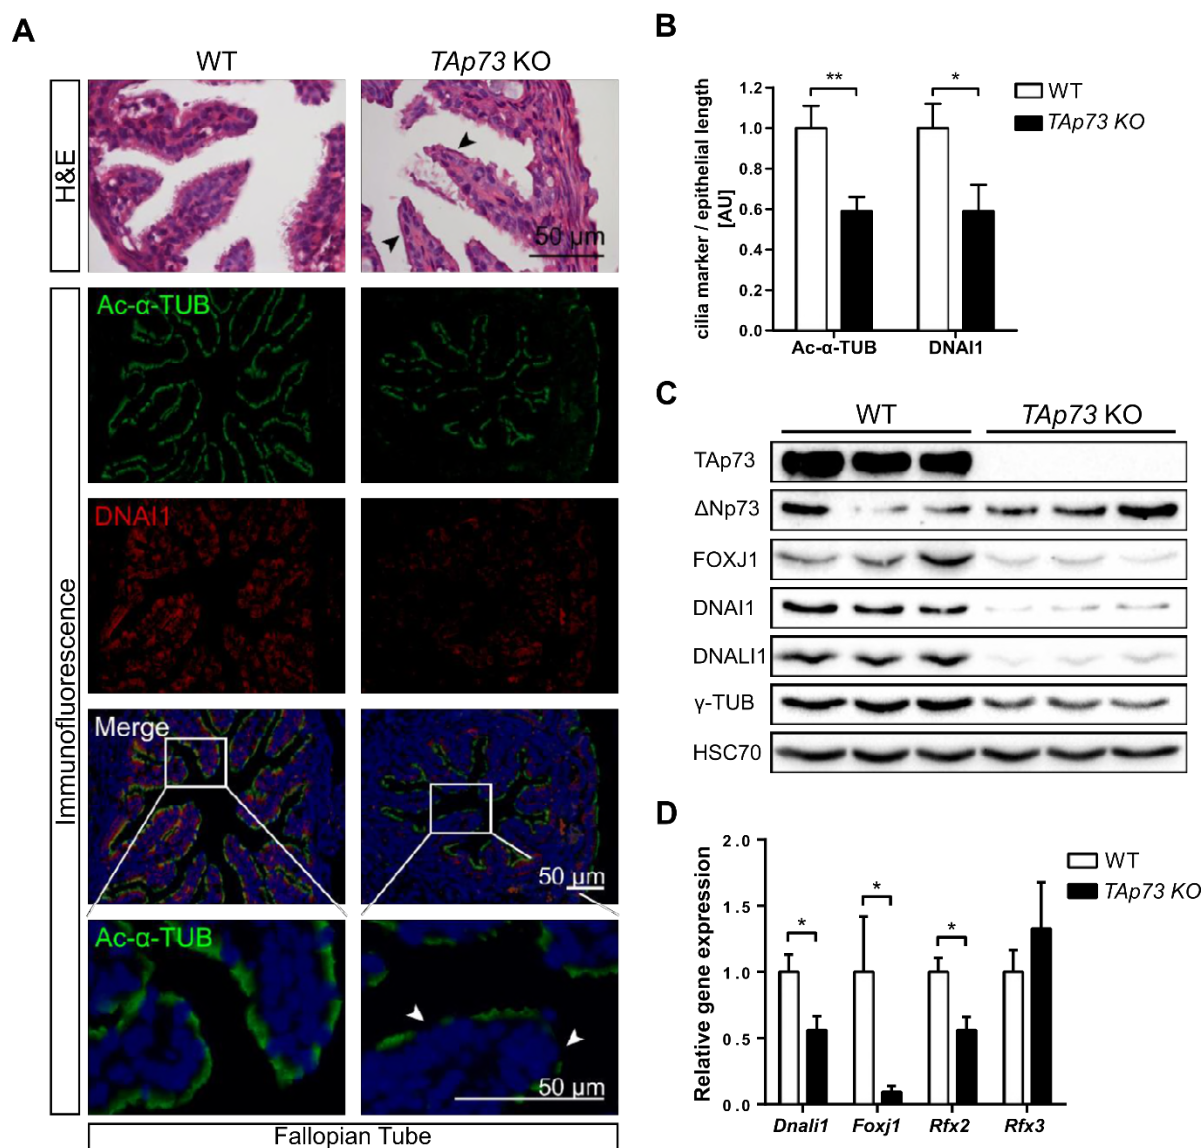 A
WT
TAp73 KO
H&E
50 µm
Immunofluorescence
Ac-α-TUB
DNAI1
Merge
50 µm
Ac-α-TUB
50 µm
Fallopian Tube
B
** *
WT
TAp73 KO
cilia marker / epithelial length
[AU]
1.2
1.0
0.8
0.6
0.4
0.2
0.0
Ac-α-TUB DNAI1
C
WT TAp73 KO
TAp73
ΔNp73
FOXJ1
DNAI1
DNALI1
γ-TUB
HSC70
D
Relative gene expression
2.0
1.5
1.0
0.5
0.0
* * *
WT
TAp73 KO
Dnali1 Foxj1 Rfx2 Rfx3